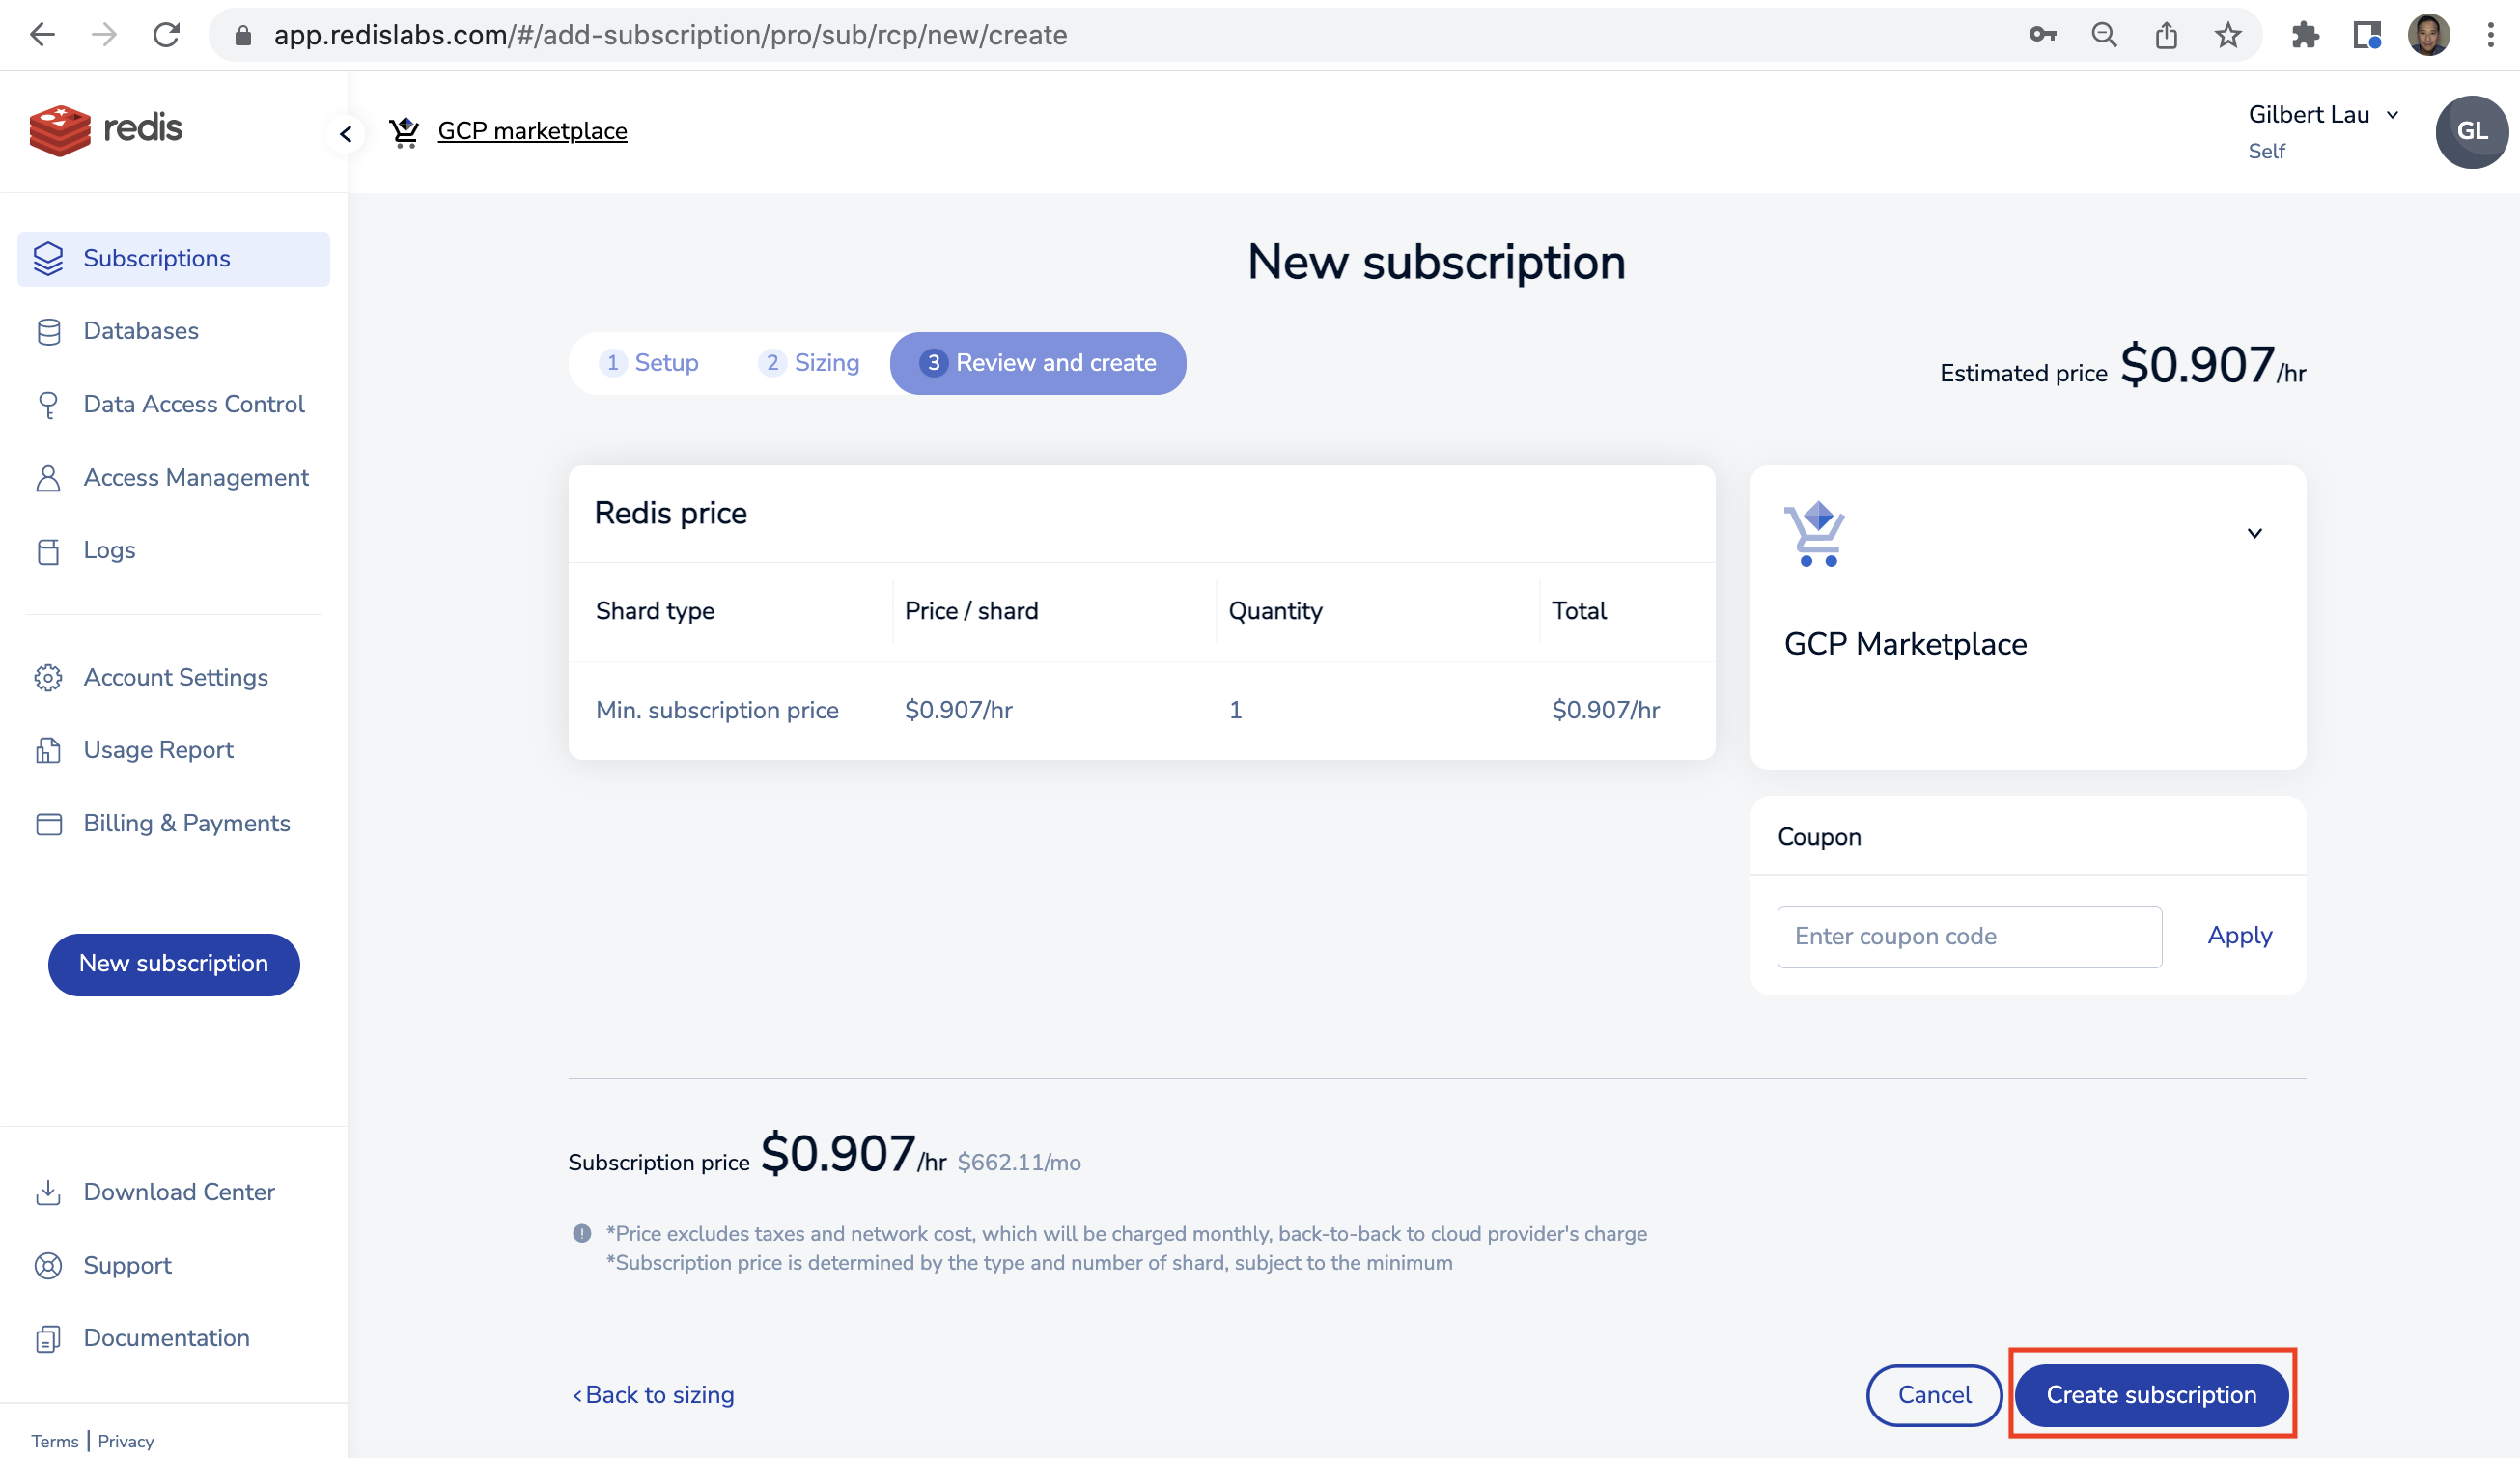 app.redislabs.com/#/add-subscription/pro/sub/rcp/new/create
redis
GCP marketplace
Gilbert Lau
Self
GL
Subscriptions
Databases
Data Access Control
Access Management
Logs
Account Settings
Usage Report
Billing & Payments
New subscription
Download Center
Support
Documentation
Terms | Privacy
New subscription
1 Setup 2 Sizing 3 Review and create
Estimated price $0.907/hr
Redis price
Shard type Price / shard Quantity Total
Min. subscription price $0.907/hr 1 $0.907/hr
GCP Marketplace
Coupon
Enter coupon code Apply
Subscription price $0.907/hr $662.11/mo
*Price excludes taxes and network cost, which will be charged monthly, back-to-back to cloud provider's charge
*Subscription price is determined by the type and number of shard, subject to the minimum
<Back to sizing
Cancel
Create subscription